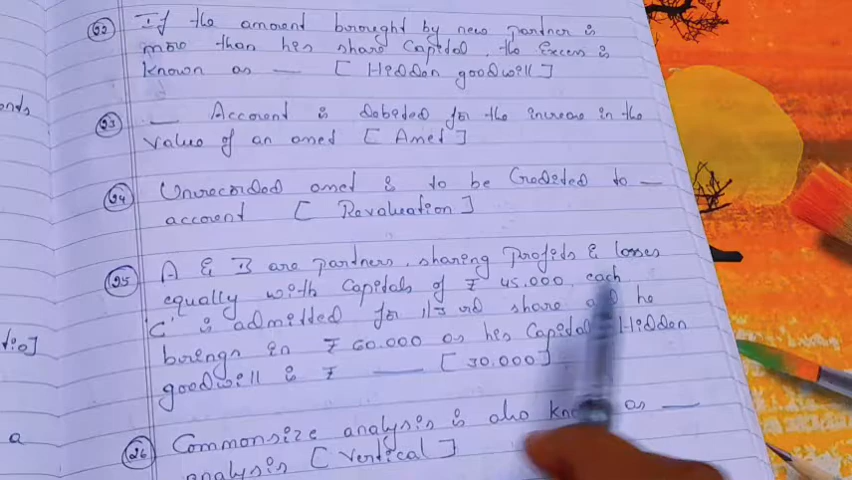 onds
92 If the amount brought by new partner is
more than his share Capital, the Excess is
known as — [Hidden goodwill]
93 — Account is debited for the increase in the
value of an asset [Asset]
94 Unrecorded asset is to be Credited to —
account [Revaluation]
95 A & B are partners, sharing Profits & losses
equally with Capitals of ₹ 45,000, each
'C' is admitted for 1/3 rd share he
brings in ₹ 60,000 as his Capital Hidden
goodwill is ₹ — [30,000]
96 Commonsize analysis is also as —
analysis [Vertical]
a